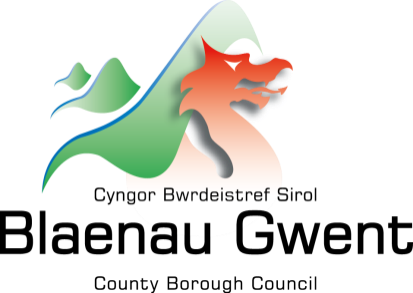 Cyngor Bwrdeistref Sirol
Blaenau Gwent
County Borough Council